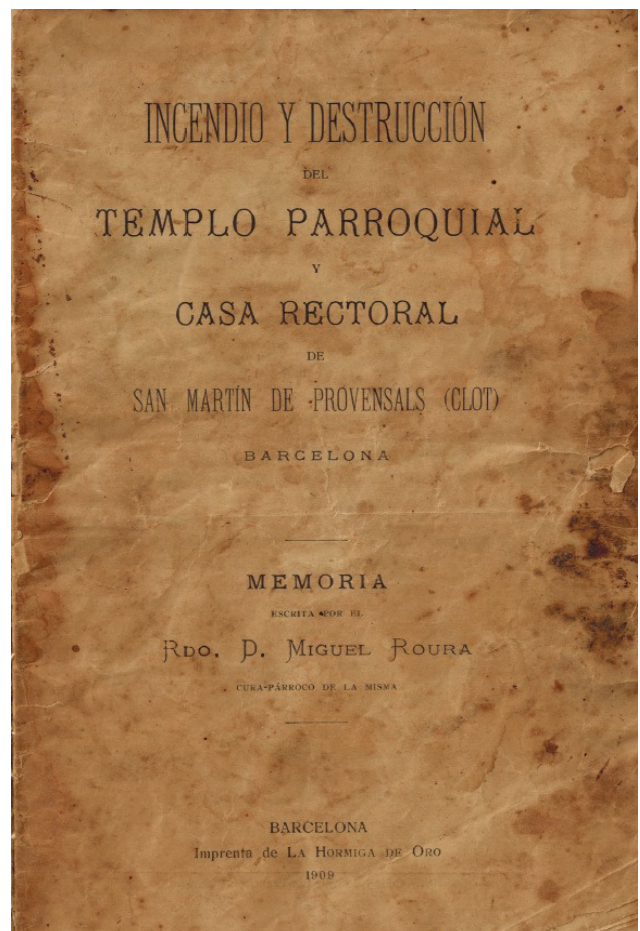 INCENDIO Y DESTRUCCIÓN
DEL
TEMPLO PARROQUIAL
Y
CASA RECTORAL
DE
SAN MARTÍN DE PROVENSALS (CLOT)
BARCELONA
MEMORIA
ESCRITA POR EL
RDO. D. MIGUEL ROURA
CURA-PÁRROCO DE LA MISMA
BARCELONA
Imprenta de LA HORMIGA DE ORO
1909